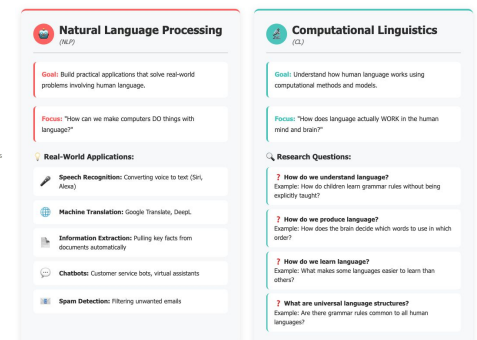 Natural Language Processing
(NLP)
Goal: Build practical applications that solve real-world
problems involving human language.
Focus: "How can we make computers DO things with
language?"
Real-World Applications:
Speech Recognition: Converting voice to text (Siri,
Alexa)
Machine Translation: Google Translate, DeepL
Information Extraction: Pulling key facts from
documents automatically
Chatbots: Customer service bots, virtual assistants
Spam Detection: Filtering unwanted emails
Computational Linguistics
(CL)
Goal: Understand how human language works using
computational methods and models.
Focus: "How does language actually WORK in the human
mind and brain?"
Research Questions:
❓ How do we understand language?
Example: How do children learn grammar rules without being
explicitly taught?
❓ How do we produce language?
Example: How does the brain decide which words to use in which
order?
❓ How do we learn language?
Example: What makes some languages easier to learn than
others?
❓ What are universal language structures?
Example: Are there grammar rules common to all human
languages?